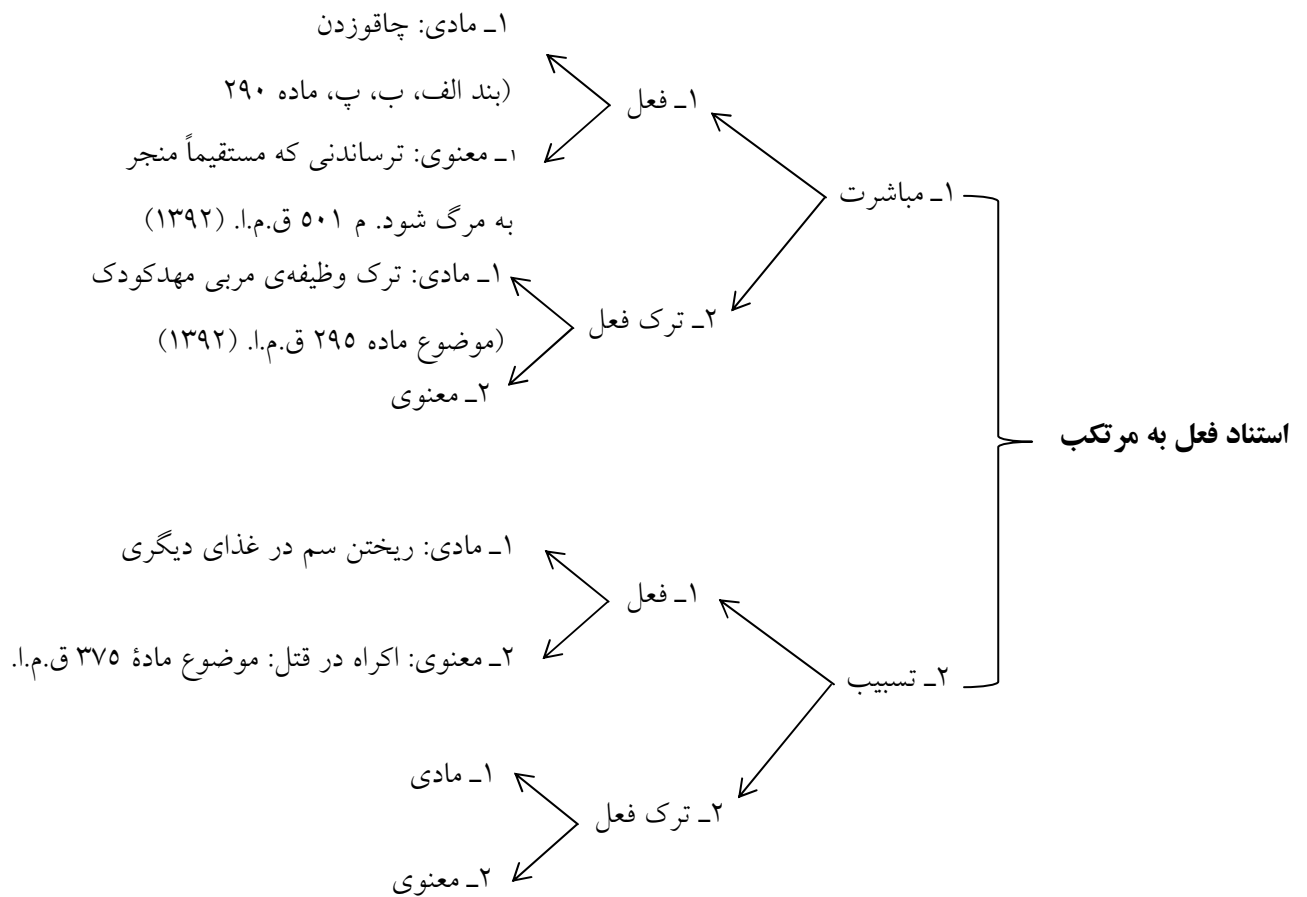 استناد فعل به مرتکب
۱ـ مباشرت
۱ـ فعل
۱ـ مادی: چاقوزدن
(بند الف، ب، پ، ماده ۲۹۰
۱ـ معنوی: ترساندنی که مستقیماً منجر
به مرگ شود. م ۵۰۱ ق.م.ا. (۱۳۹۲)
۲ـ ترک فعل
۱ـ مادی: ترک وظیفه‌ی مربی مهدکودک
(موضوع ماده ۲۹۵ ق.م.ا. (۱۳۹۲)
۲ـ معنوی
۲ـ تسبیب
۱ـ فعل
۱ـ مادی: ریختن سم در غذای دیگری
۲ـ معنوی: اکراه در قتل: موضوع مادۀ ۳۷۵ ق.م.ا.
۲ـ ترک فعل
۱ـ مادی
۲ـ معنوی